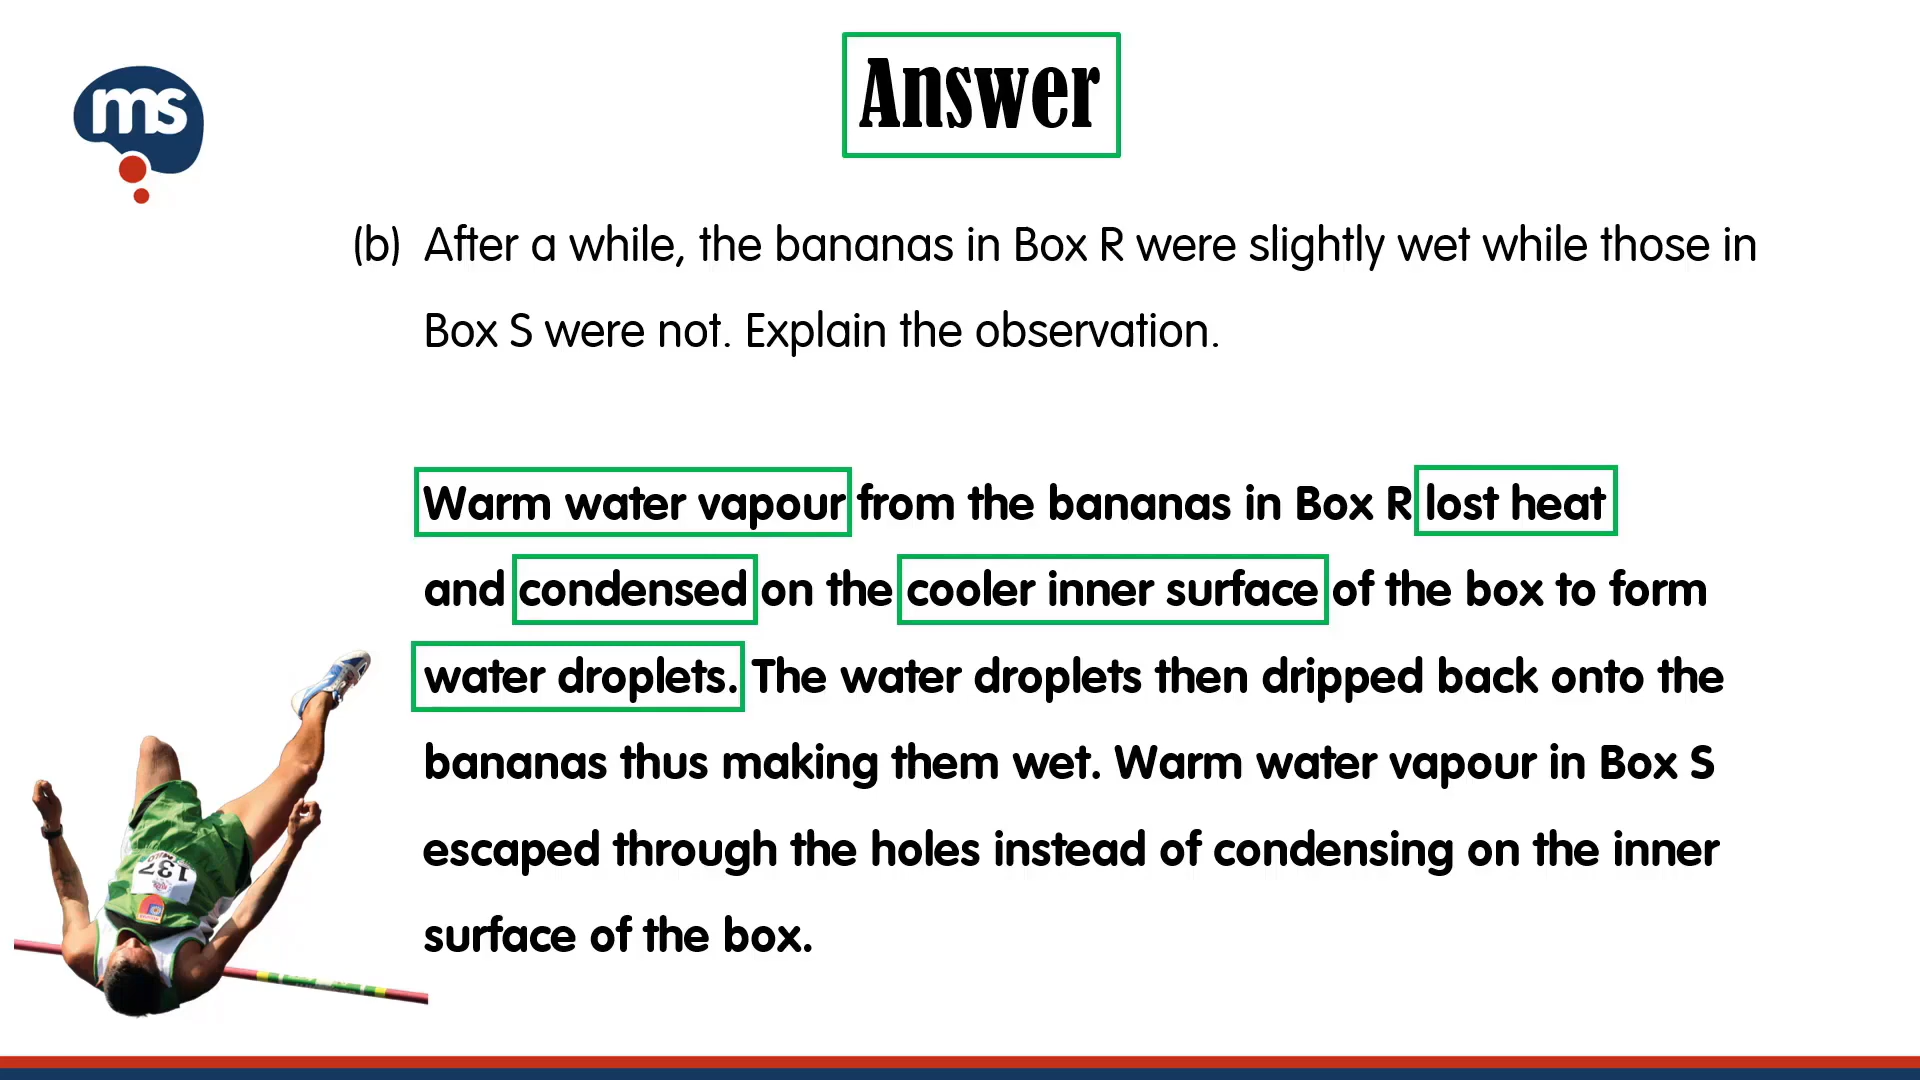 ms
Answer
(b) After a while, the bananas in Box R were slightly wet while those in
Box S were not. Explain the observation.
Warm water vapour from the bananas in Box R lost heat
and condensed on the cooler inner surface of the box to form
water droplets. The water droplets then dripped back onto the
bananas thus making them wet. Warm water vapour in Box S
escaped through the holes instead of condensing on the inner
surface of the box.
137